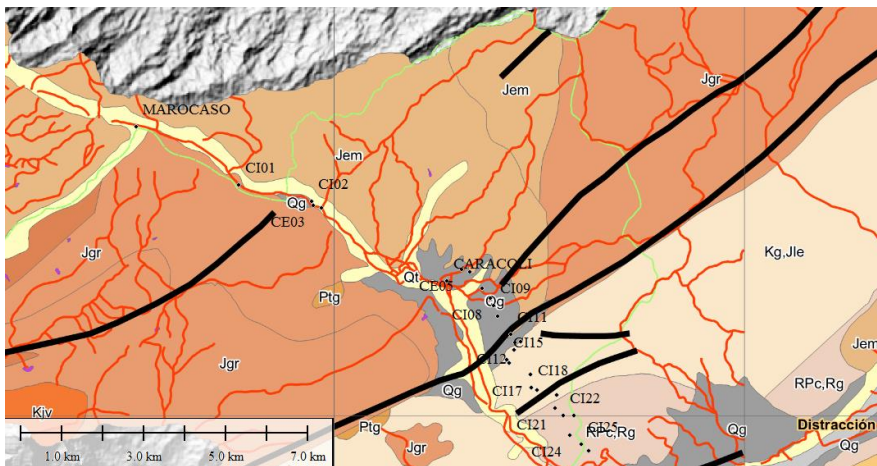 Jgr
Jem
MAROCASO
Jem
CI01
CI02
Qg
CE03
Jgr
Kg,Jle
CARACOLI
Qt
CE05
CI09
Ptg
Qg
CI08
CI11
CI15
Jem
CI12
Jgr
CI18
Qg
CI17
RPc,Rg
CI22
Kiv
Ptg
CI21
CI25
RPc,Rg
Qg
Distracción
Jgr
CI24
Qg
1.0 km
3.0 km
5.0 km
7.0 km